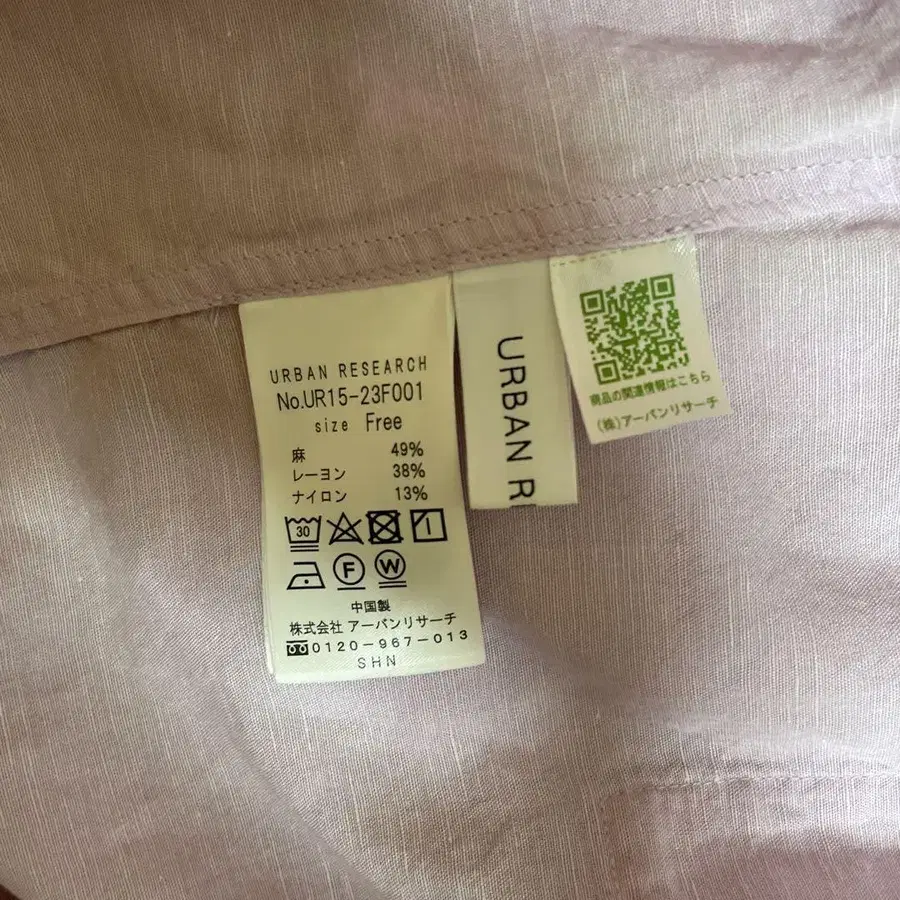 URBAN RESEARCH
No.UR15-23F001
size Free
麻 49%
レーヨン 38%
ナイロン 13%
30
F W
中国製
株式会社 アーバンリサーチ
0120-967-013
SHN
URBAN R
商品の関連情報はこちら
(株)アーバンリサーチ